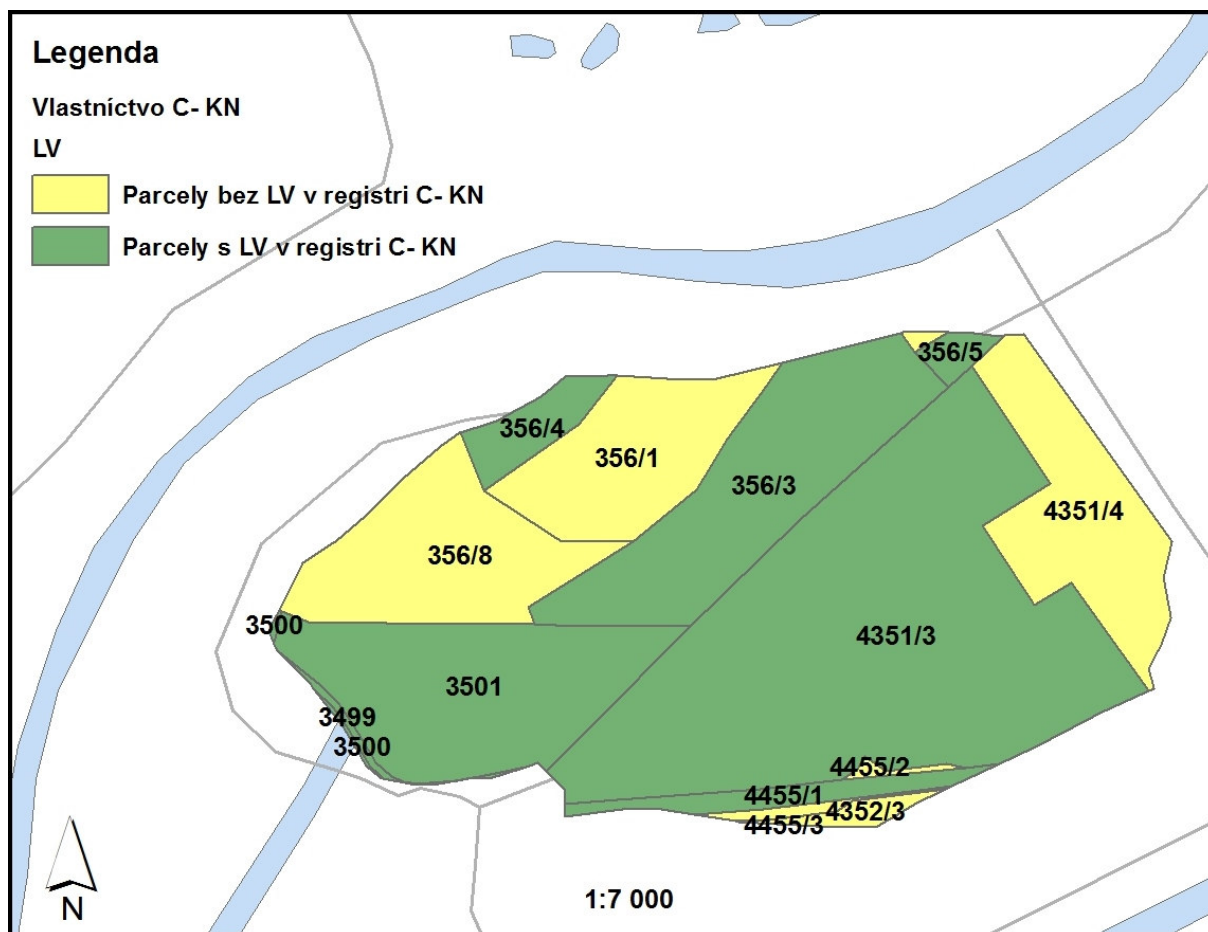 Legenda
Vlastníctvo C- KN
LV
Parcely bez LV v registri C- KN
Parcely s LV v registri C- KN
356/5
356/4
356/1
356/3
4351/4
356/8
3500
4351/3
3501
3499
3500
4455/2
4455/1
4352/3
4455/3
1:7 000
N